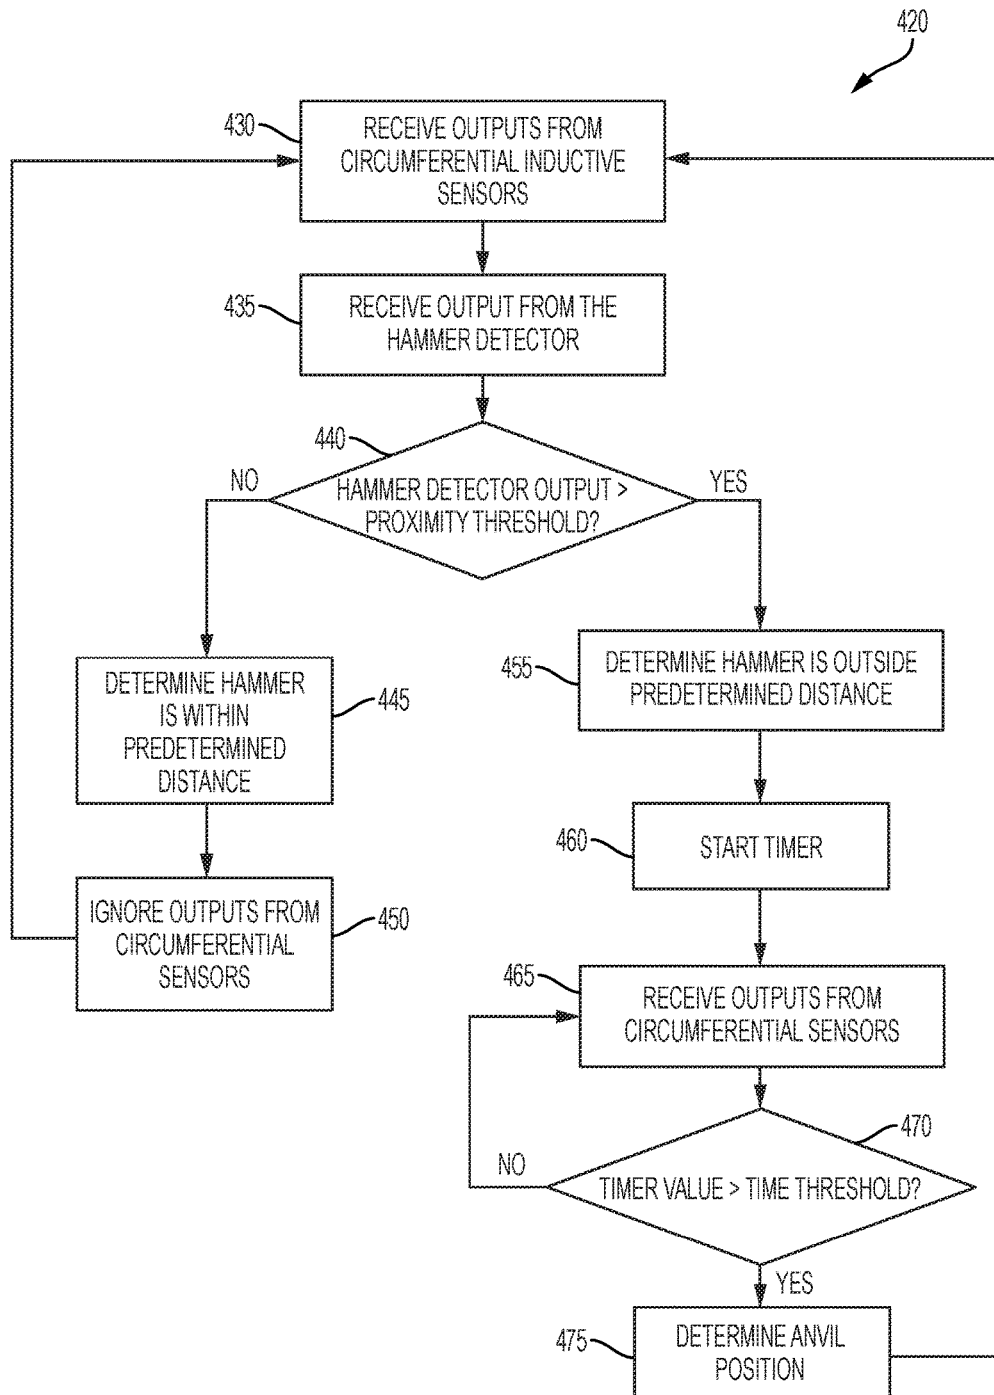 420
430
RECEIVE OUTPUTS FROM
CIRCUMFERENTIAL INDUCTIVE
SENSORS
435
RECEIVE OUTPUT FROM THE
HAMMER DETECTOR
440
NO
YES
HAMMER DETECTOR OUTPUT >
PROXIMITY THRESHOLD?
DETERMINE HAMMER
IS WITHIN
PREDETERMINED
DISTANCE
445
455
DETERMINE HAMMER IS OUTSIDE
PREDETERMINED DISTANCE
460
START TIMER
IGNORE OUTPUTS FROM
CIRCUMFERENTIAL
SENSORS
450
465
RECEIVE OUTPUTS FROM
CIRCUMFERENTIAL SENSORS
470
NO
TIMER VALUE > TIME THRESHOLD?
YES
475
DETERMINE ANVIL
POSITION